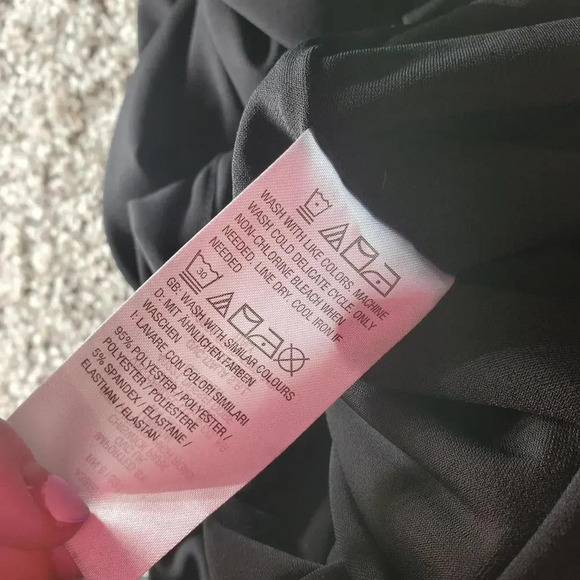 WASH WITH LIKE COLORS. MACHINE
WASH COLD DELICATE CYCLE. ONLY
NON-CHLORINE BLEACH WHEN
NEEDED. LINE DRY. COOL IRON IF
NEEDED
30
GB: WASH WITH SIMILAR COLOURS
D: MIT ÄHNLICHEN FARBEN
WASCHEN
I: LAVARE CON COLORI SIMILARI
95% POLYESTER / POLYESTER /
POLYESTER / POLIESTERE
5% SPANDEX / ELASTANE /
ELASTHAN / ELASTAN